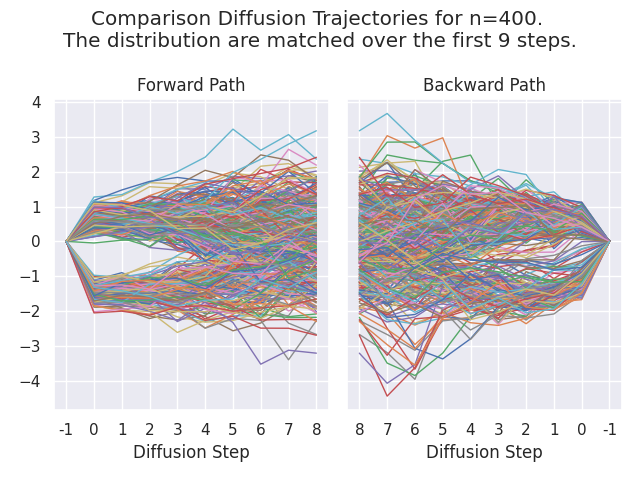 Comparison Diffusion Trajectories for n=400.
The distribution are matched over the first 9 steps.
Forward Path
Backward Path
4
3
2
1
0
−1
−2
−3
−4
-1 0 1 2 3 4 5 6 7 8
8 7 6 5 4 3 2 1 0 -1
Diffusion Step
Diffusion Step